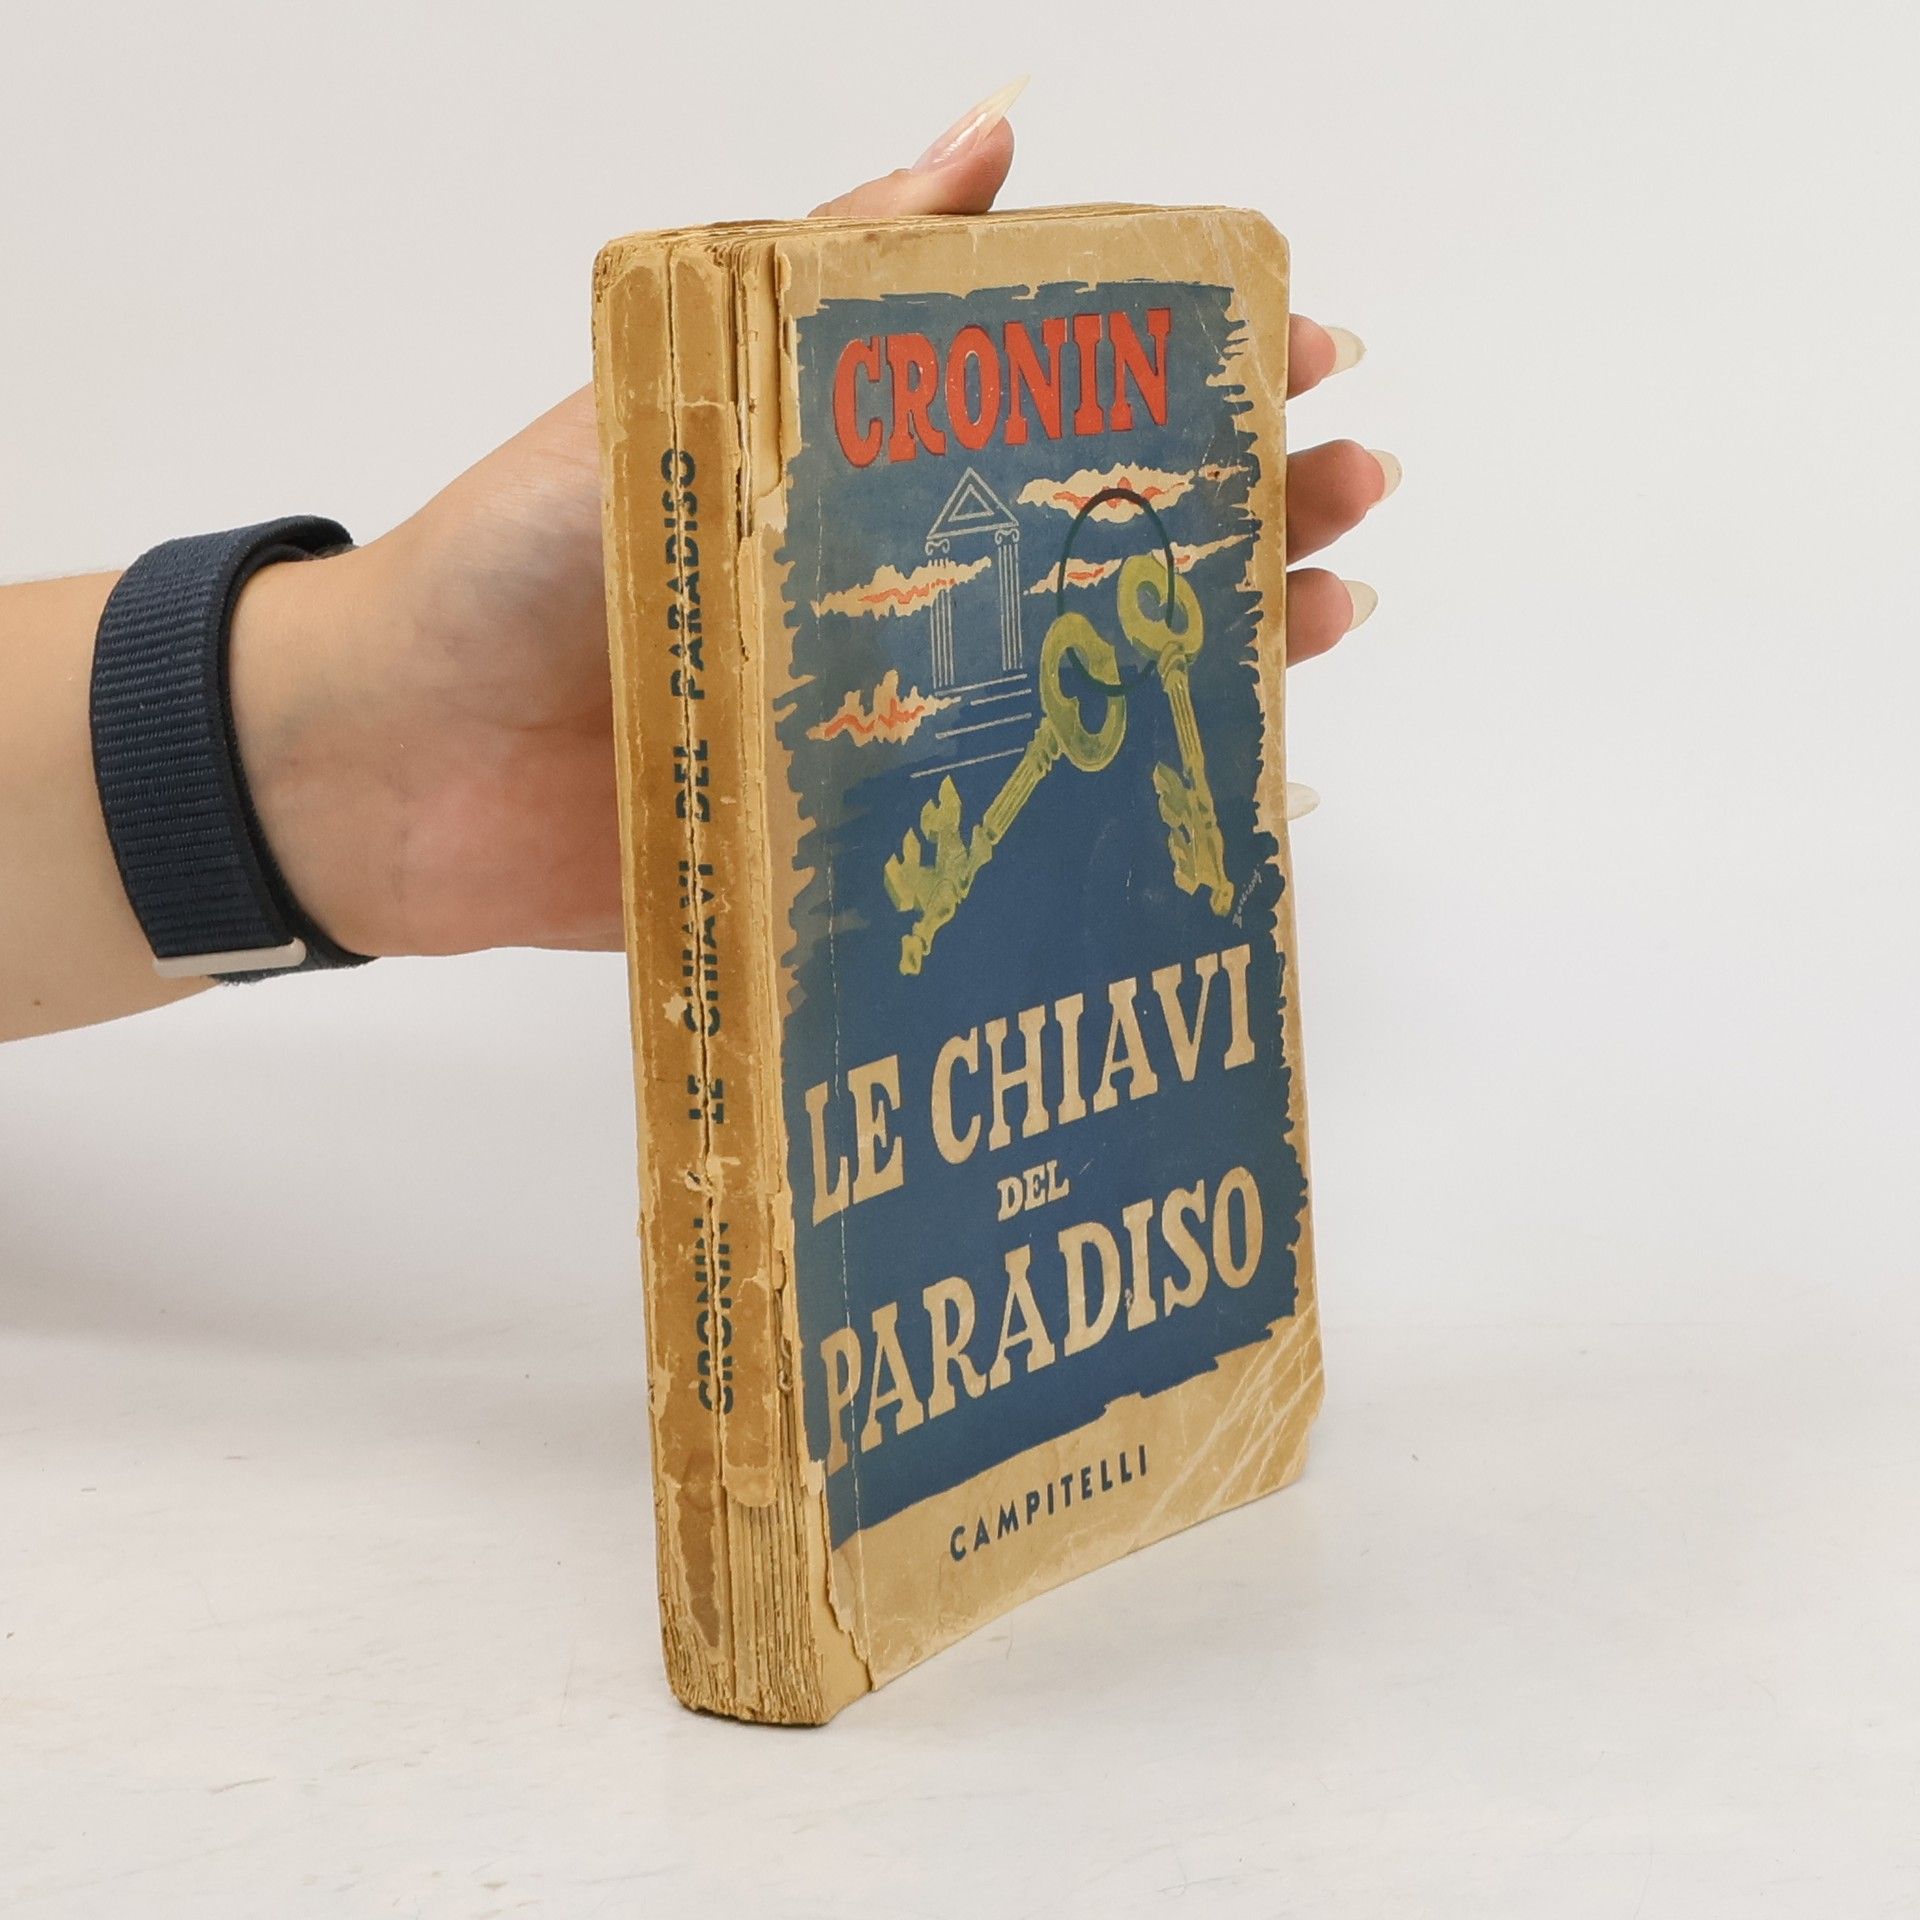 CRONIN
LE CHIAVI
DEL
PARADISO
CAMPITELLI
CRONIN LE CHIAVI DEL PARADISO